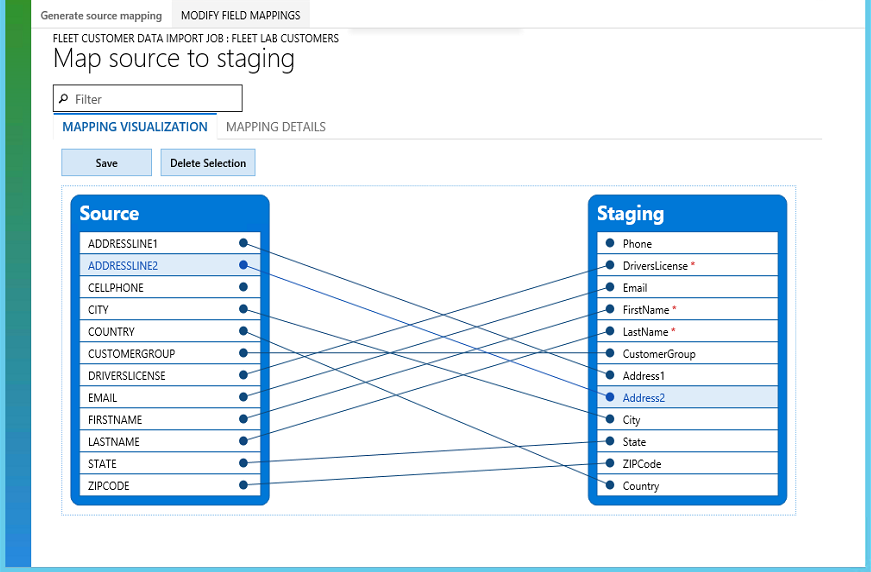 Generate source mapping MODIFY FIELD MAPPINGS
FLEET CUSTOMER DATA IMPORT JOB : FLEET LAB CUSTOMERS
Map source to staging
Filter
MAPPING VISUALIZATION MAPPING DETAILS
Save Delete Selection
Source
ADDRESSLINE1
ADDRESSLINE2
CELLPHONE
CITY
COUNTRY
CUSTOMERGROUP
DRIVERSLICENSE
EMAIL
FIRSTNAME
LASTNAME
STATE
ZIPCODE
Staging
Phone
DriversLicense *
Email
FirstName *
LastName *
CustomerGroup
Address1
Address2
City
State
ZIPCode
Country